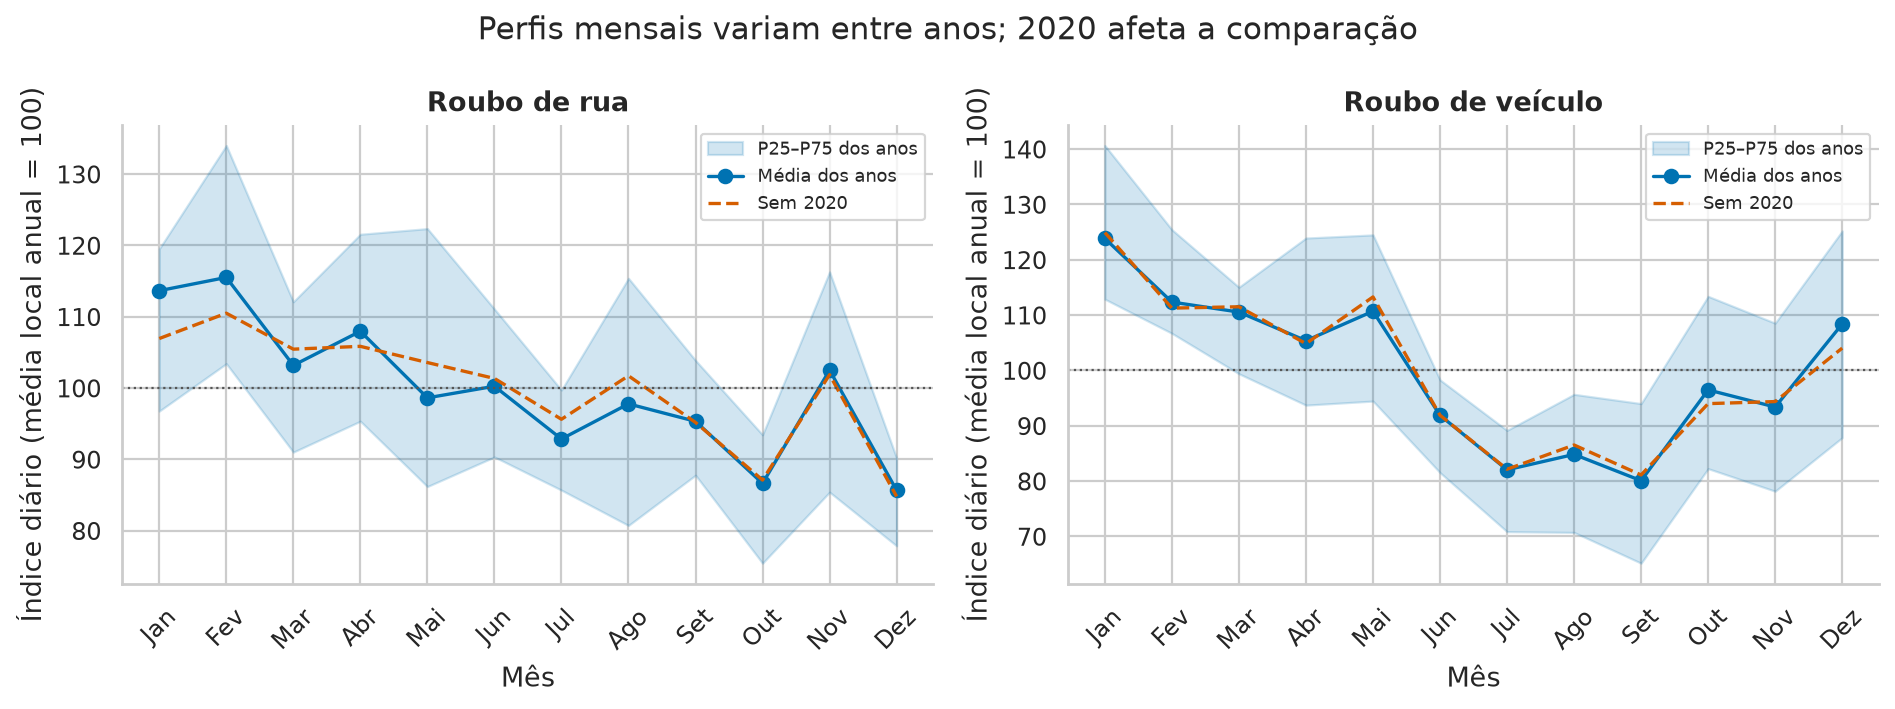 Perfis mensais variam entre anos; 2020 afeta a comparação
Roubo de rua
Índice diário (média local anual = 100)
130
120
110
100
90
80
P25–P75 dos anos
Média dos anos
Sem 2020
Jan
Fev
Mar
Abr
Mai
Jun
Jul
Ago
Set
Out
Nov
Dez
Mês
Roubo de veículo
Índice diário (média local anual = 100)
140
130
120
110
100
90
80
70
P25–P75 dos anos
Média dos anos
Sem 2020
Jan
Fev
Mar
Abr
Mai
Jun
Jul
Ago
Set
Out
Nov
Dez
Mês